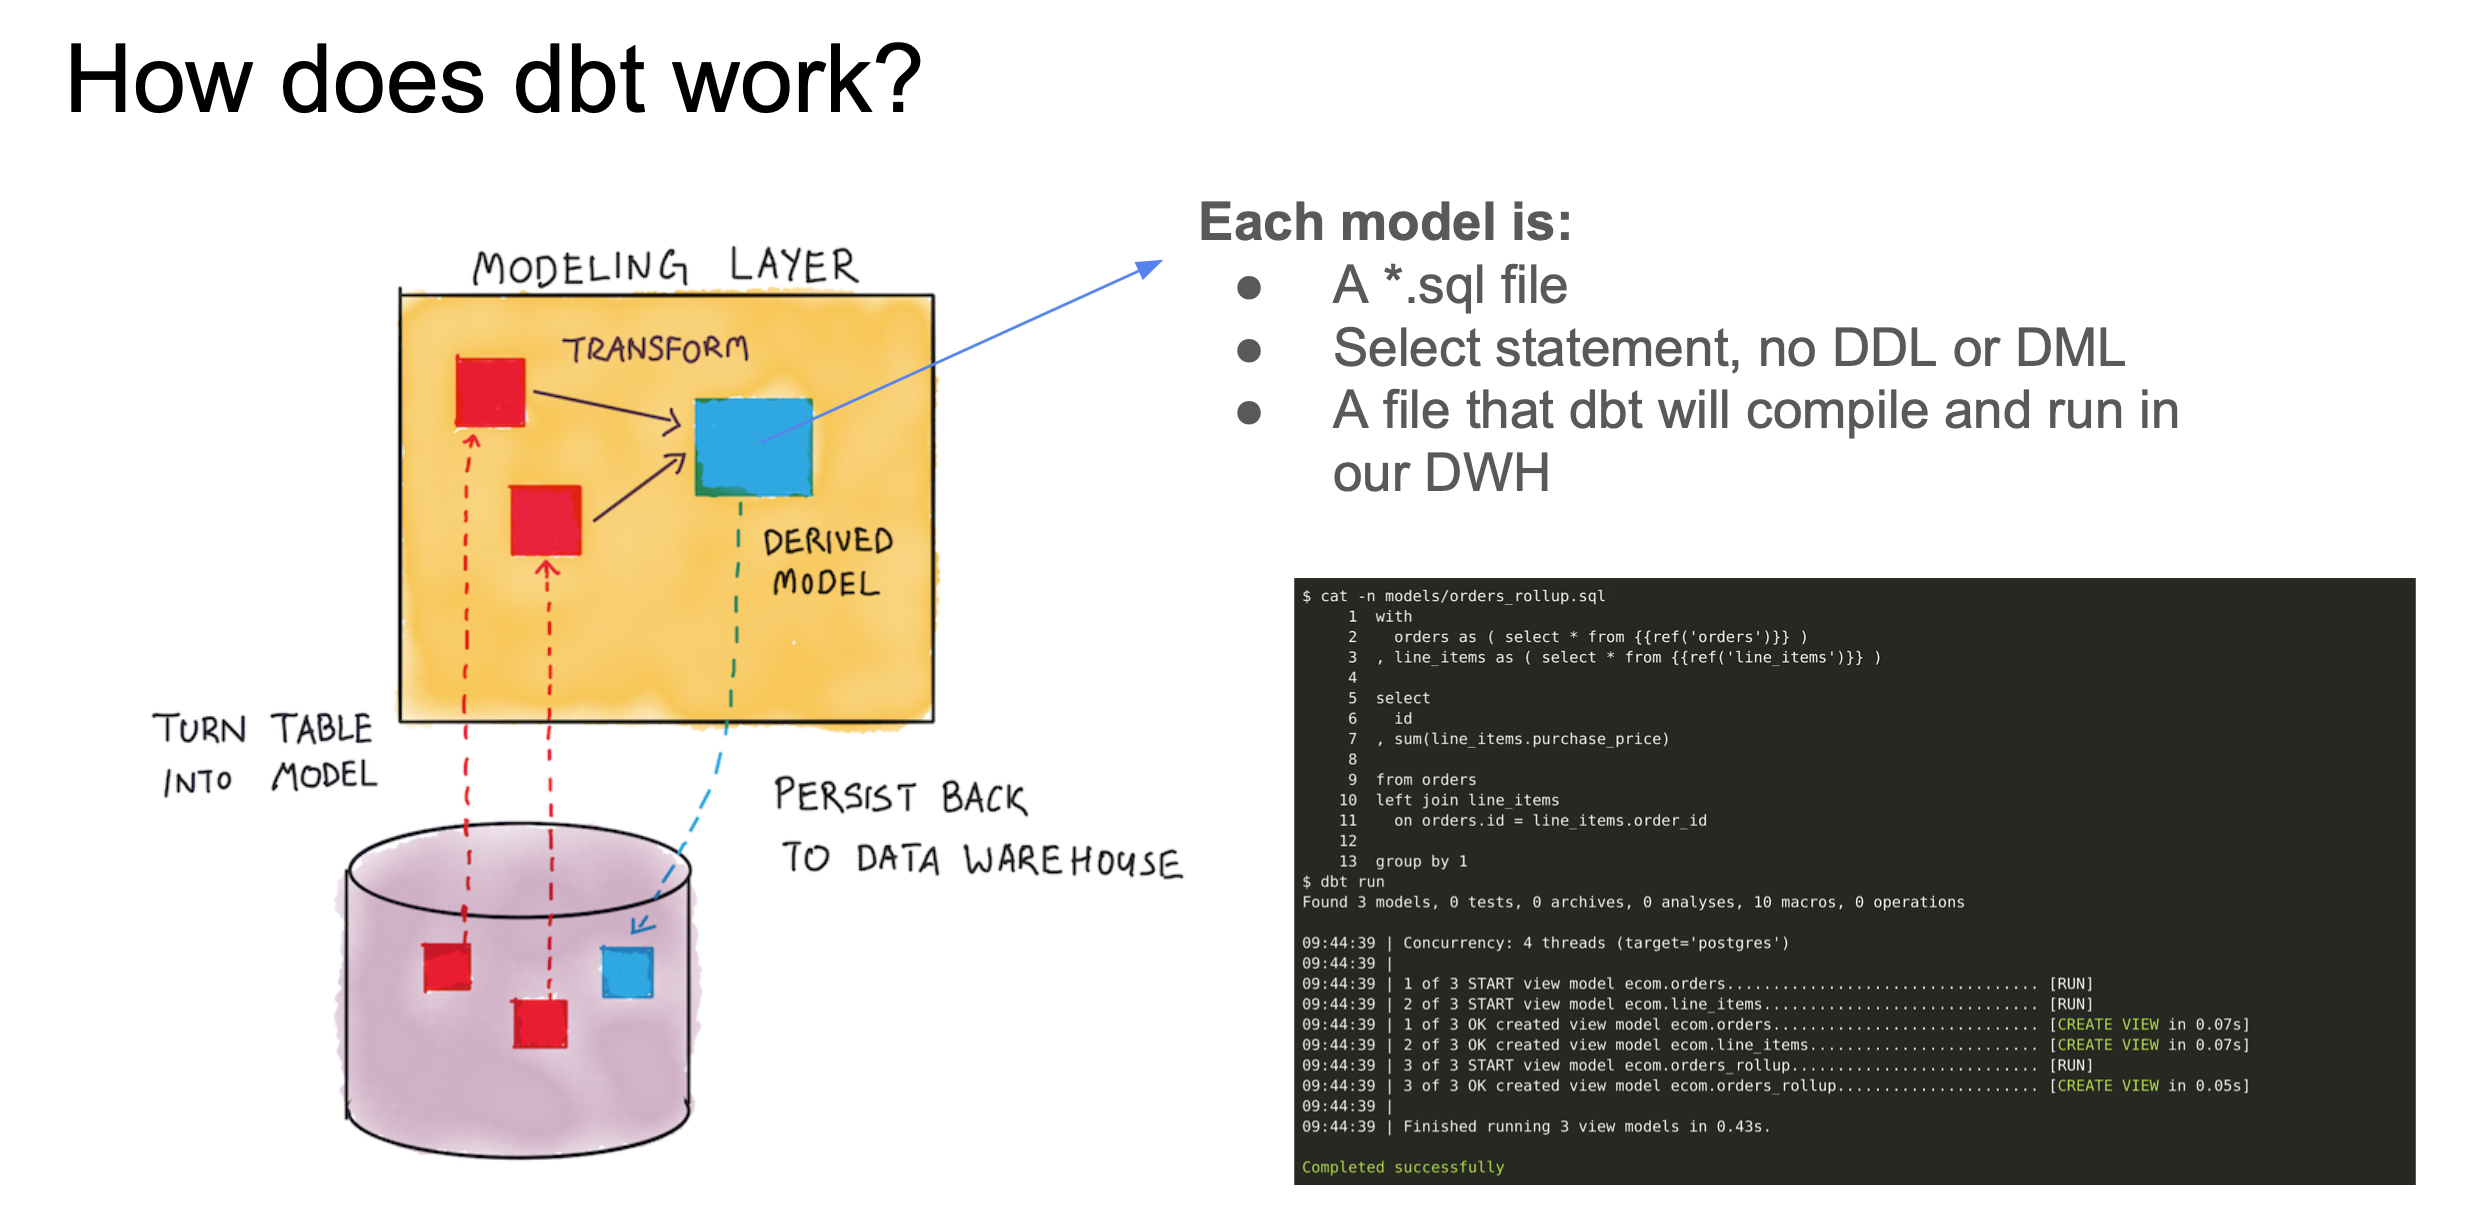 How does dbt work?
MODELING LAYER
TRANSFORM
DERIVED
MODEL
TURN TABLE
INTO MODEL
PERSIST BACK
TO DATA WAREHOUSE
Each model is:
● A *.sql file
● Select statement, no DDL or DML
● A file that dbt will compile and run in
our DWH
$ cat -n models/orders_rollup.sql
1 with
2 orders as ( select * from {{ref('orders')}} )
3 , line_items as ( select * from {{ref('line_items')}} )
4
5 select
6 id
7 , sum(line_items.purchase_price)
8
9 from orders
10 left join line_items
11 on orders.id = line_items.order_id
12
13 group by 1
$ dbt run
Found 3 models, 0 tests, 0 archives, 0 analyses, 10 macros, 0 operations
09:44:39 | Concurrency: 4 threads (target='postgres')
09:44:39 |
09:44:39 | 1 of 3 START view model ecom.orders.................................. [RUN]
09:44:39 | 2 of 3 START view model ecom.line_items.............................. [RUN]
09:44:39 | 1 of 3 OK created view model ecom.orders............................. [CREATE VIEW in 0.07s]
09:44:39 | 2 of 3 OK created view model ecom.line_items......................... [CREATE VIEW in 0.07s]
09:44:39 | 3 of 3 START view model ecom.orders_rollup........................... [RUN]
09:44:39 | 3 of 3 OK created view model ecom.orders_rollup...................... [CREATE VIEW in 0.05s]
09:44:39 |
09:44:39 | Finished running 3 view models in 0.43s.
Completed successfully